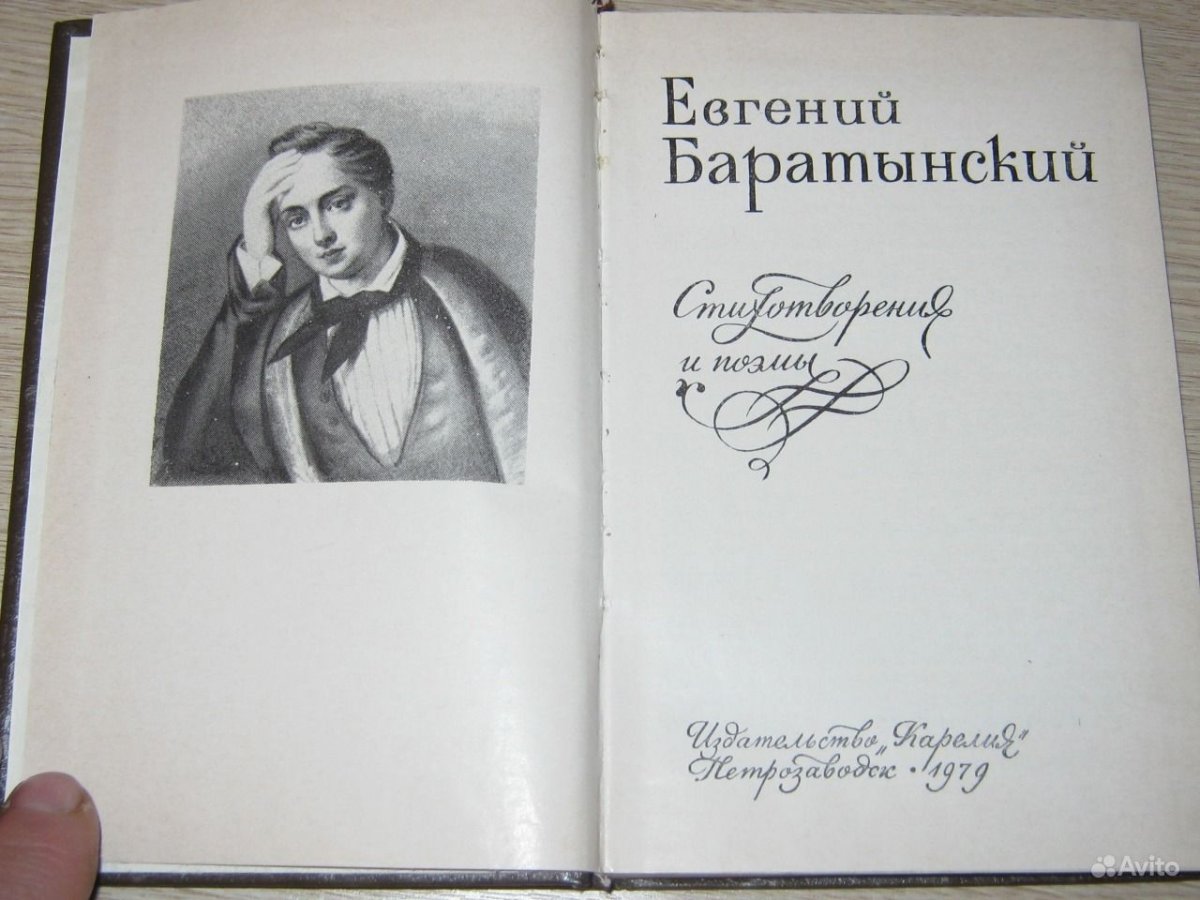 Евгений
Баратынский
Стихотворения
и поэмы
Издательство „Карелия"
Петрозаводск • 1979
Avito